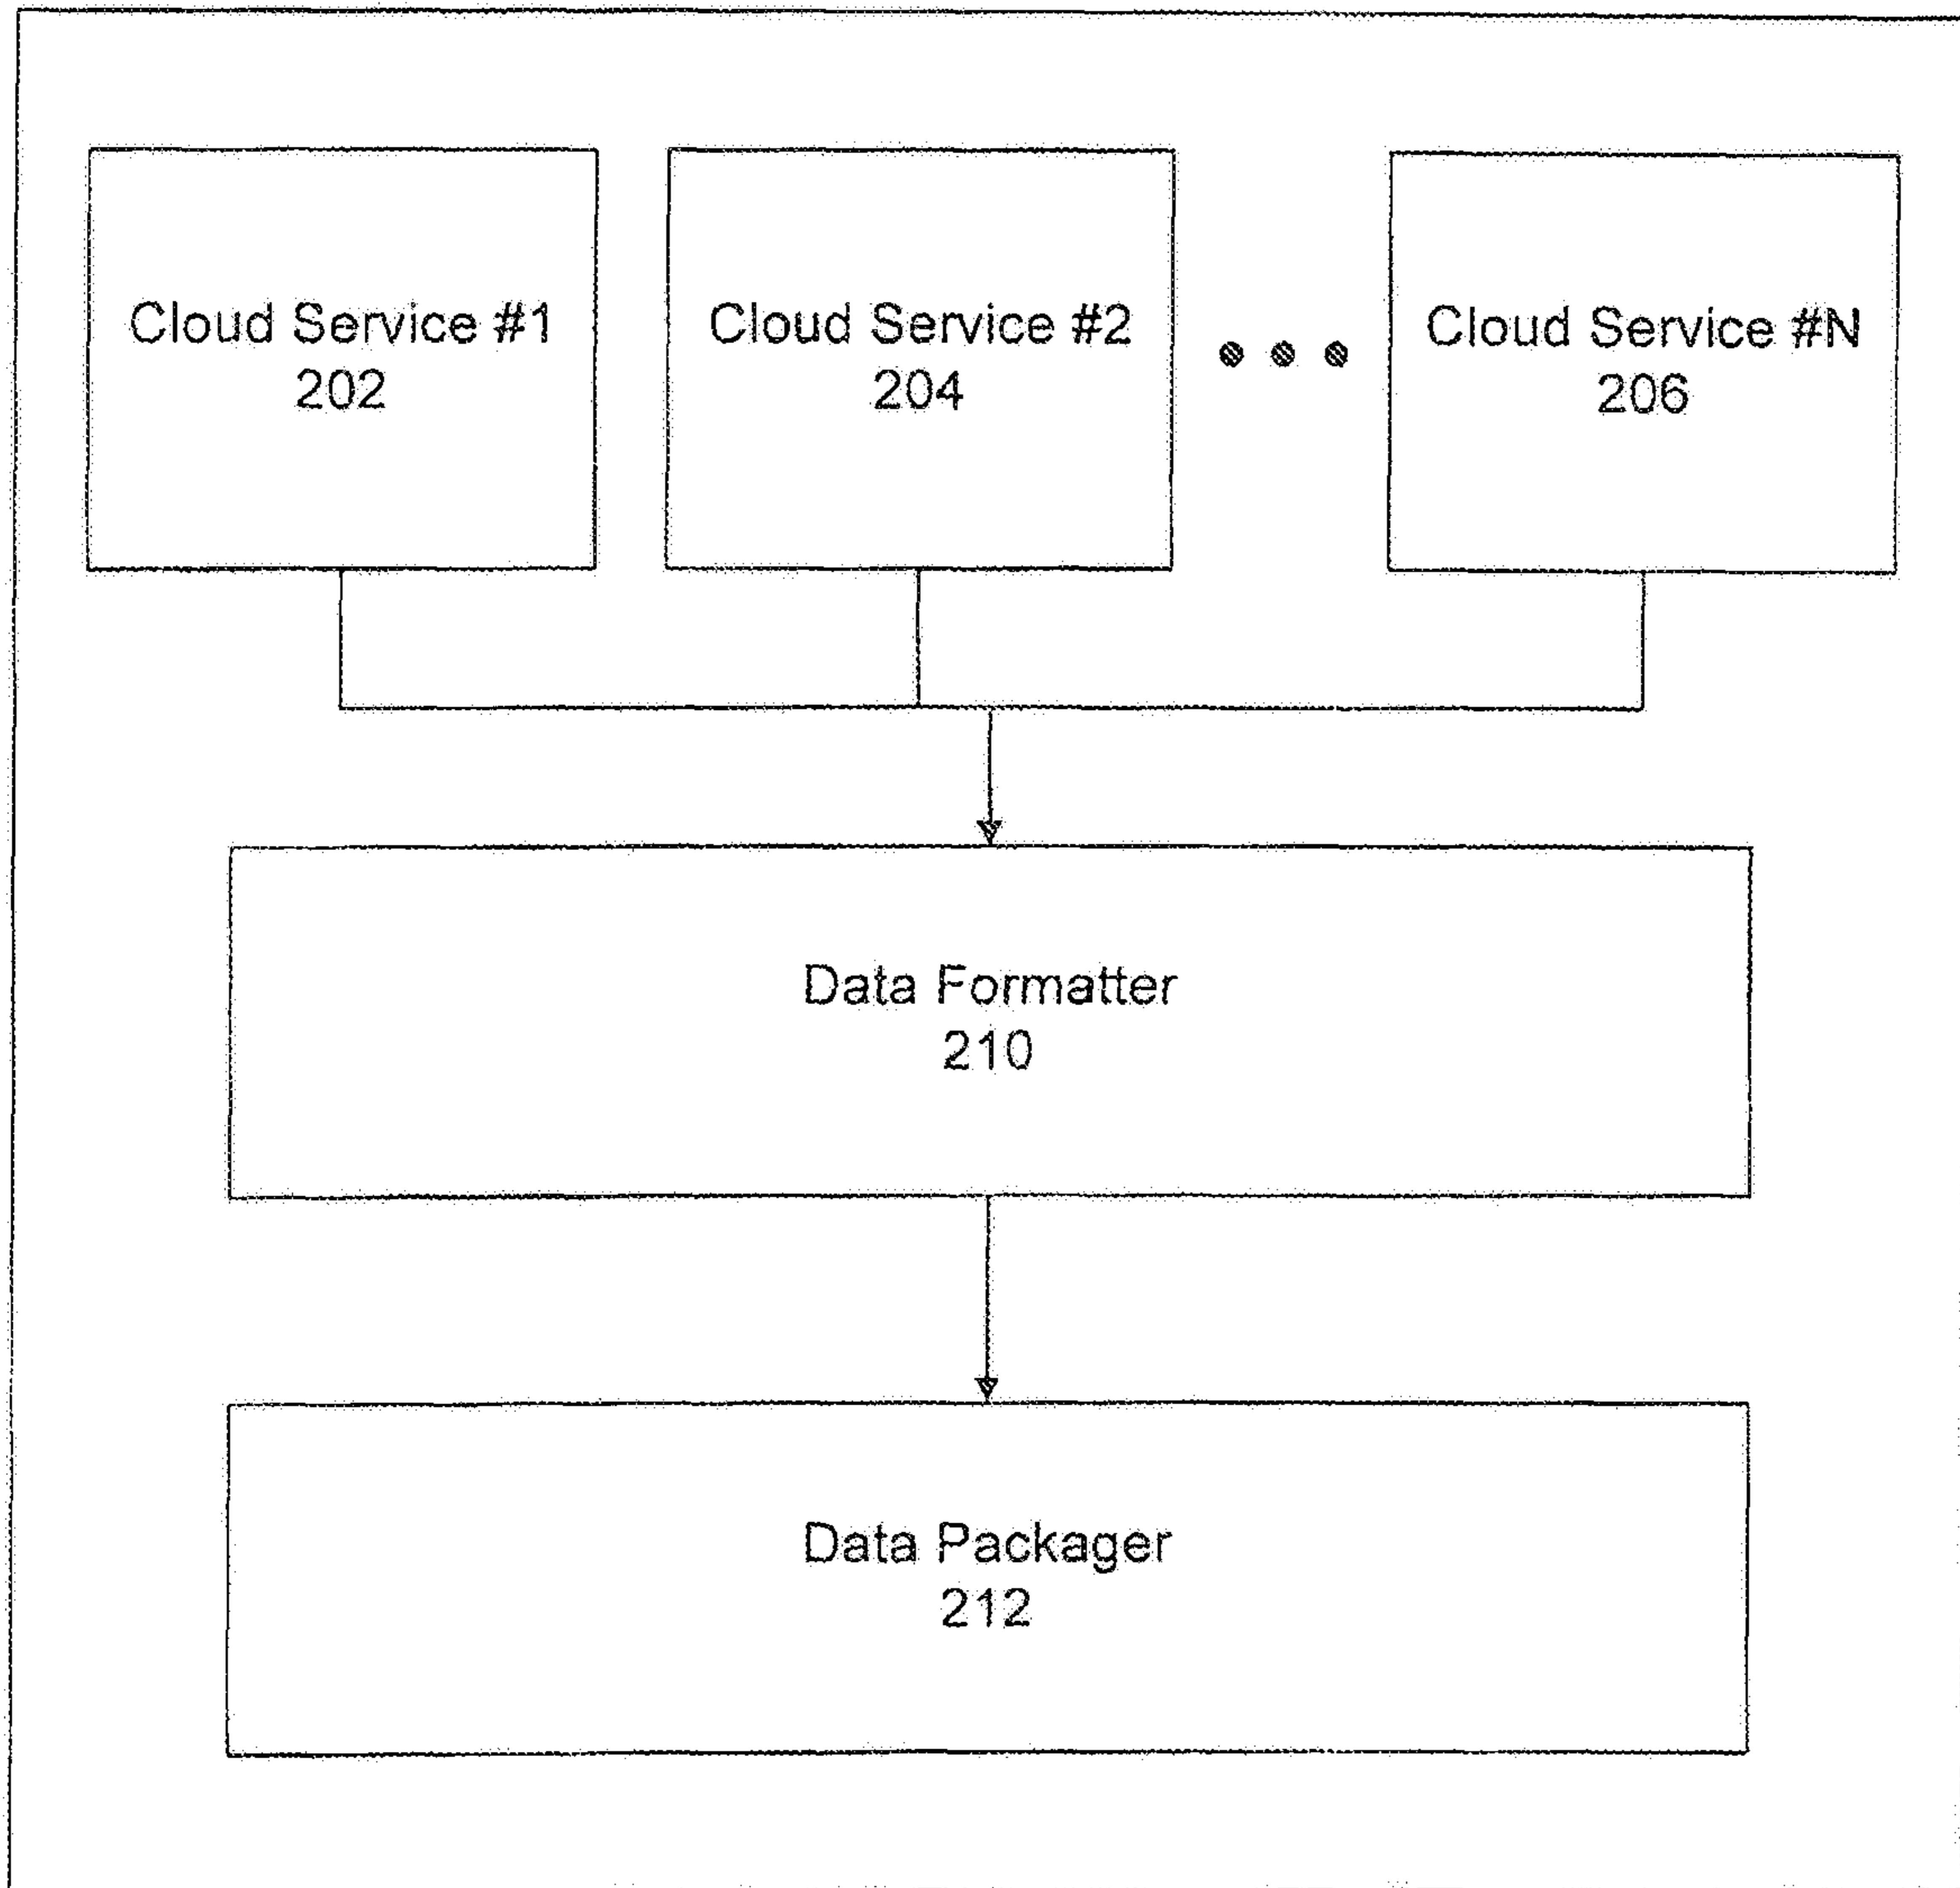 Cloud Service #1
202
Cloud Service #2
204
Cloud Service #N
206
Data Formatter
210
Data Packager
212